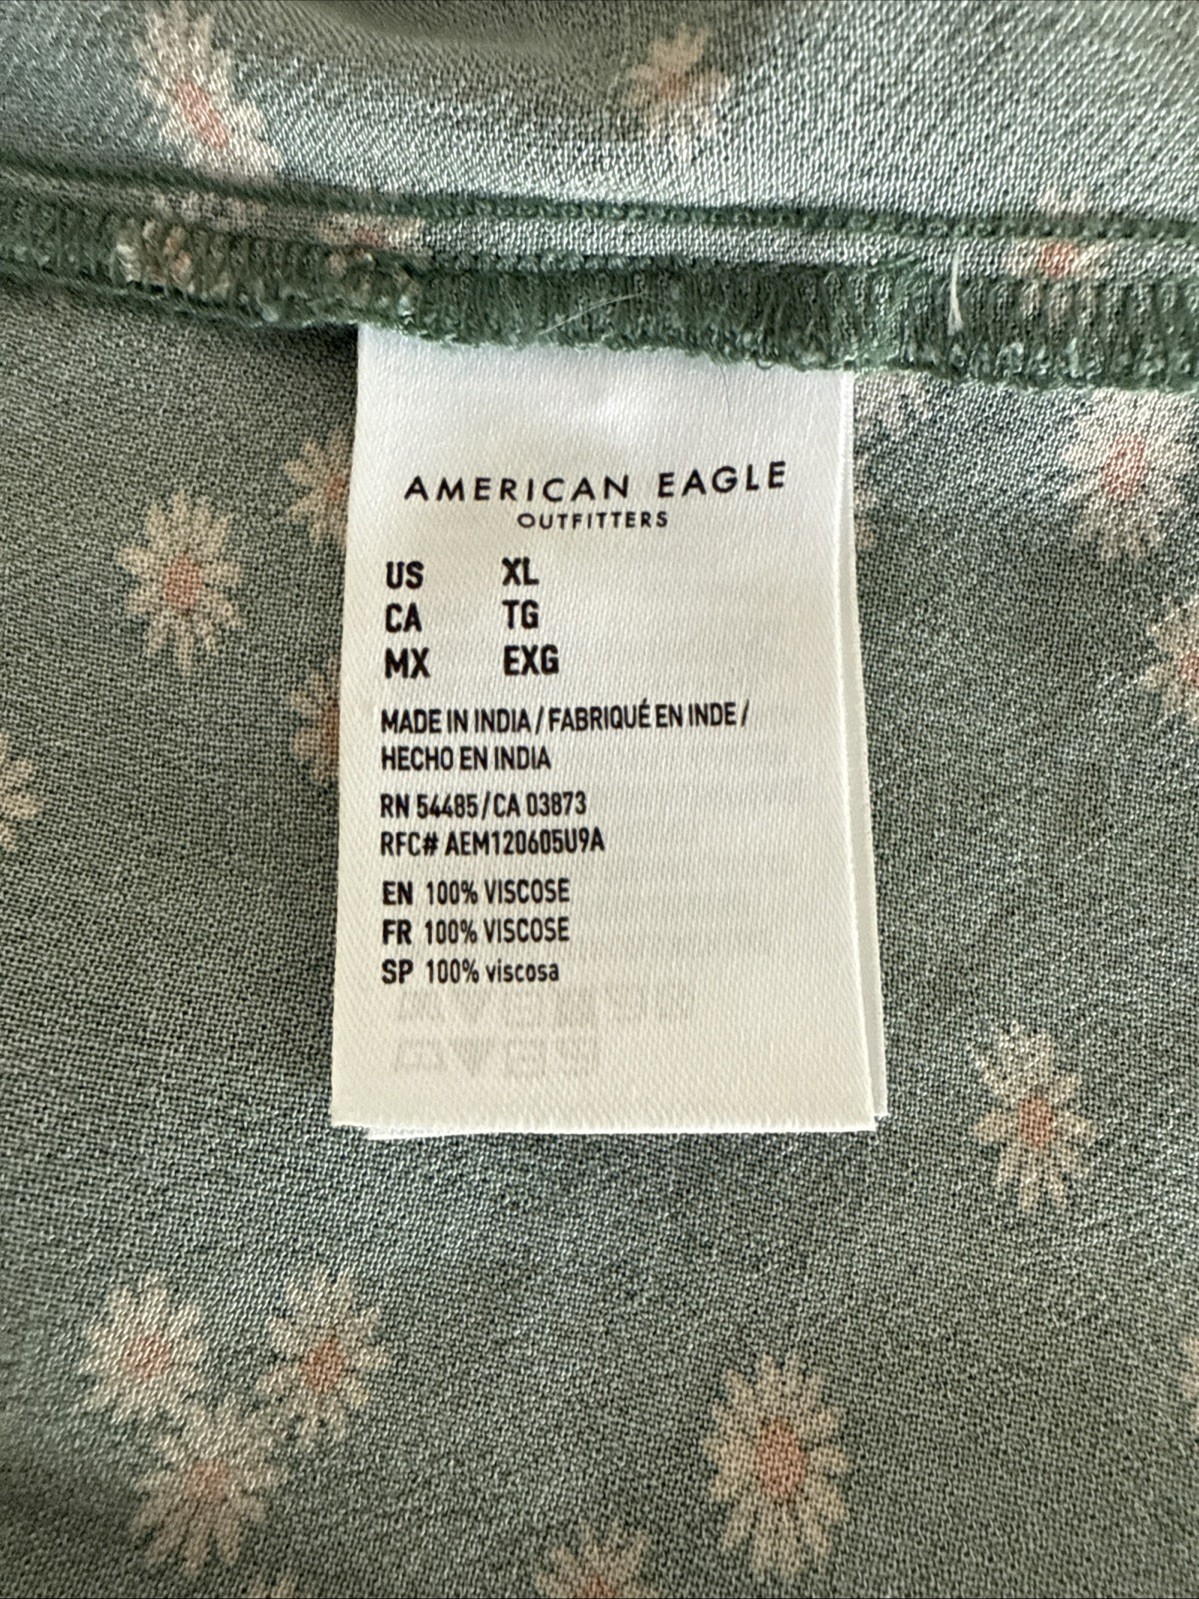 AMERICAN EAGLE
OUTFITTERS
US XL
CA TG
MX EXG
MADE IN INDIA / FABRIQUÉ EN INDE /
HECHO EN INDIA
RN 54485 / CA 03873
RFC# AEM120605U9A
EN 100% VISCOSE
FR 100% VISCOSE
SP 100% viscosa